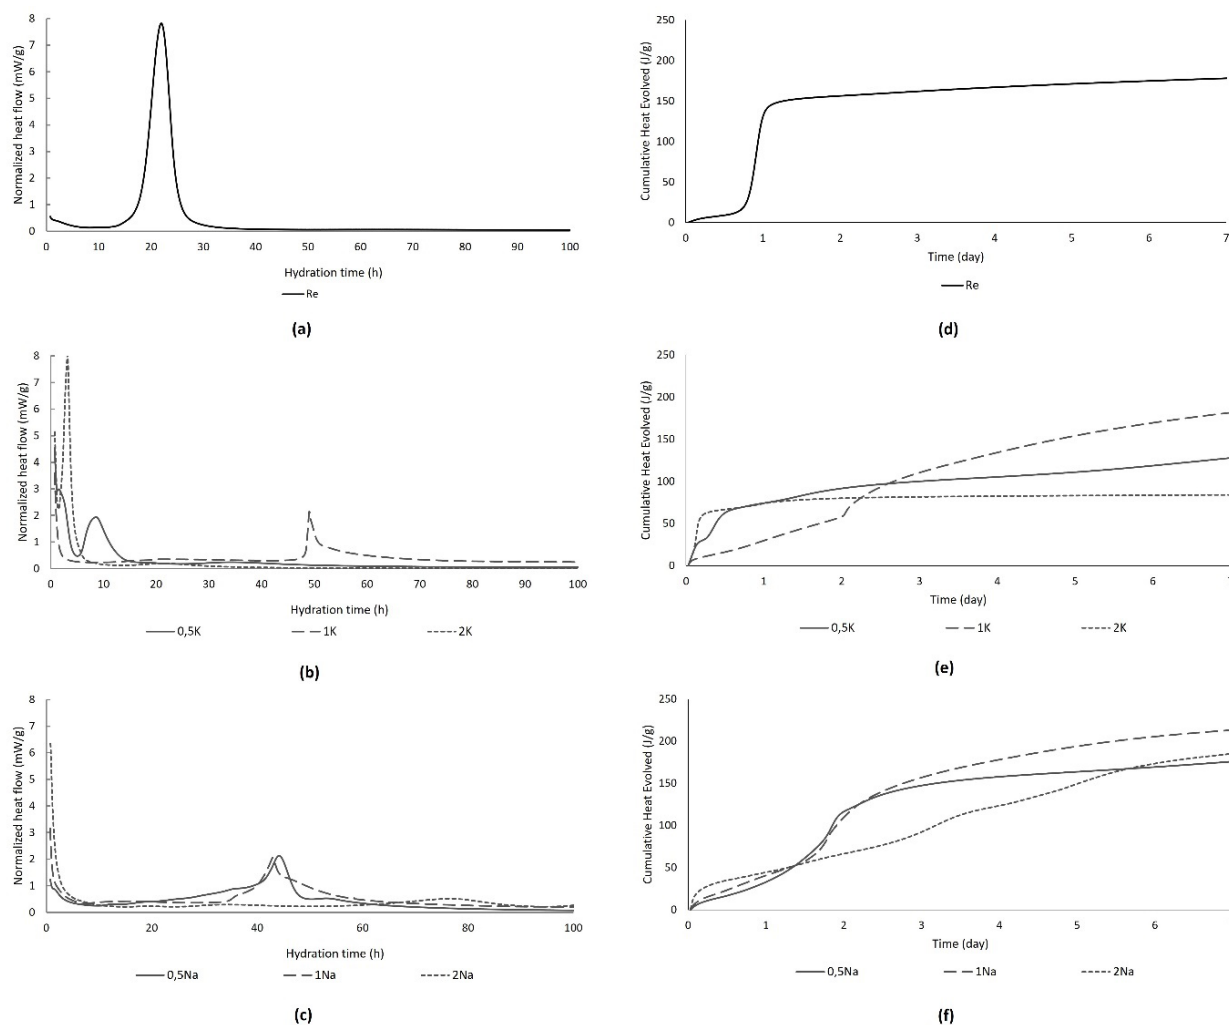 Normalized heat flow (mW/g)
8
7
6
5
4
3
2
1
0
0 10 20 30 40 50 60 70 80 90 100
Hydration time (h)
Re
(a)
Cumulative Heat Evolved (J/g)
250
200
150
100
50
0
0 1 2 3 4 5 6 7
Time (day)
Re
(d)
Normalized heat flow (mW/g)
8
7
6
5
4
3
2
1
0
0 10 20 30 40 50 60 70 80 90 100
Hydration time (h)
0,5K 1K 2K
(b)
Cumulative Heat Evolved (J/g)
250
200
150
100
50
0
0 1 2 3 4 5 6
Time (day)
0,5K 1K 2K
(e)
Normalized heat flow (mW/g)
8
7
6
5
4
3
2
1
0
0 20 40 60 80 100
Hydration time (h)
0,5Na 1Na 2Na
(c)
Cumulative Heat Evolved (J/g)
250
200
150
100
50
0
0 1 2 3 4 5 6
Time (day)
0,5Na 1Na 2Na
(f)